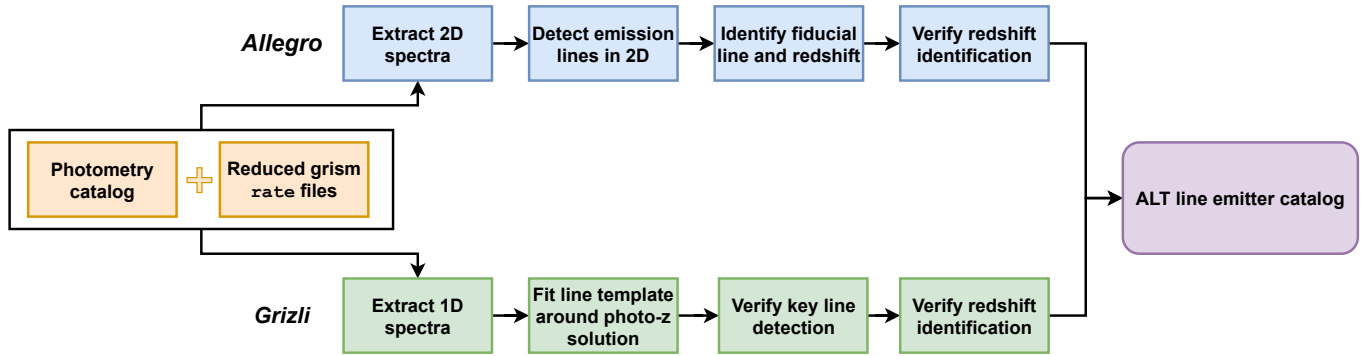 Allegro
Extract 2D
spectra
Detect emission
lines in 2D
Identify fiducial
line and redshift
Verify redshift
identification
Photometry
catalog
+
Reduced grism
rate files
ALT line emitter catalog
Grizli
Extract 1D
spectra
Fit line template
around photo-z
solution
Verify key line
detection
Verify redshift
identification